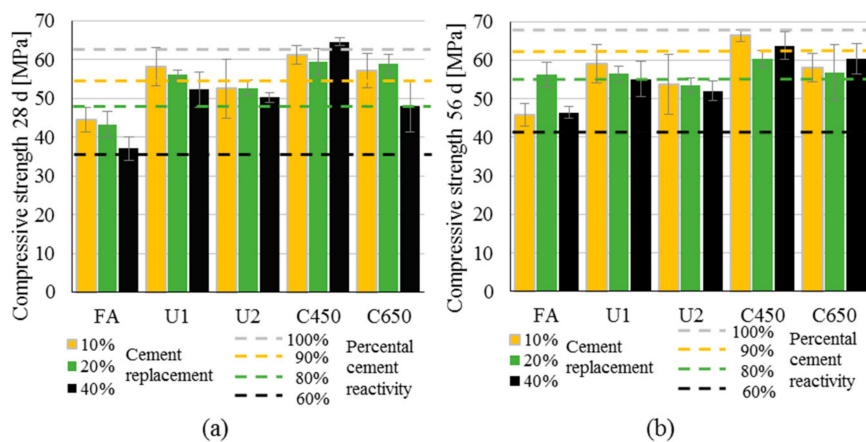 Compressive strength 28 d [MPa]
70
60
50
40
30
20
10
0
FA U1 U2 C450 C650
10%
20%
40%
Cement
replacement
100%
90%
80%
60%
Percental
cement
reactivity
(a)
Compressive strength 56 d [MPa]
70
60
50
40
30
20
10
0
FA U1 U2 C450 C650
10%
20%
40%
Cement
replacement
100%
90%
80%
60%
Percental
cement
reactivity
(b)